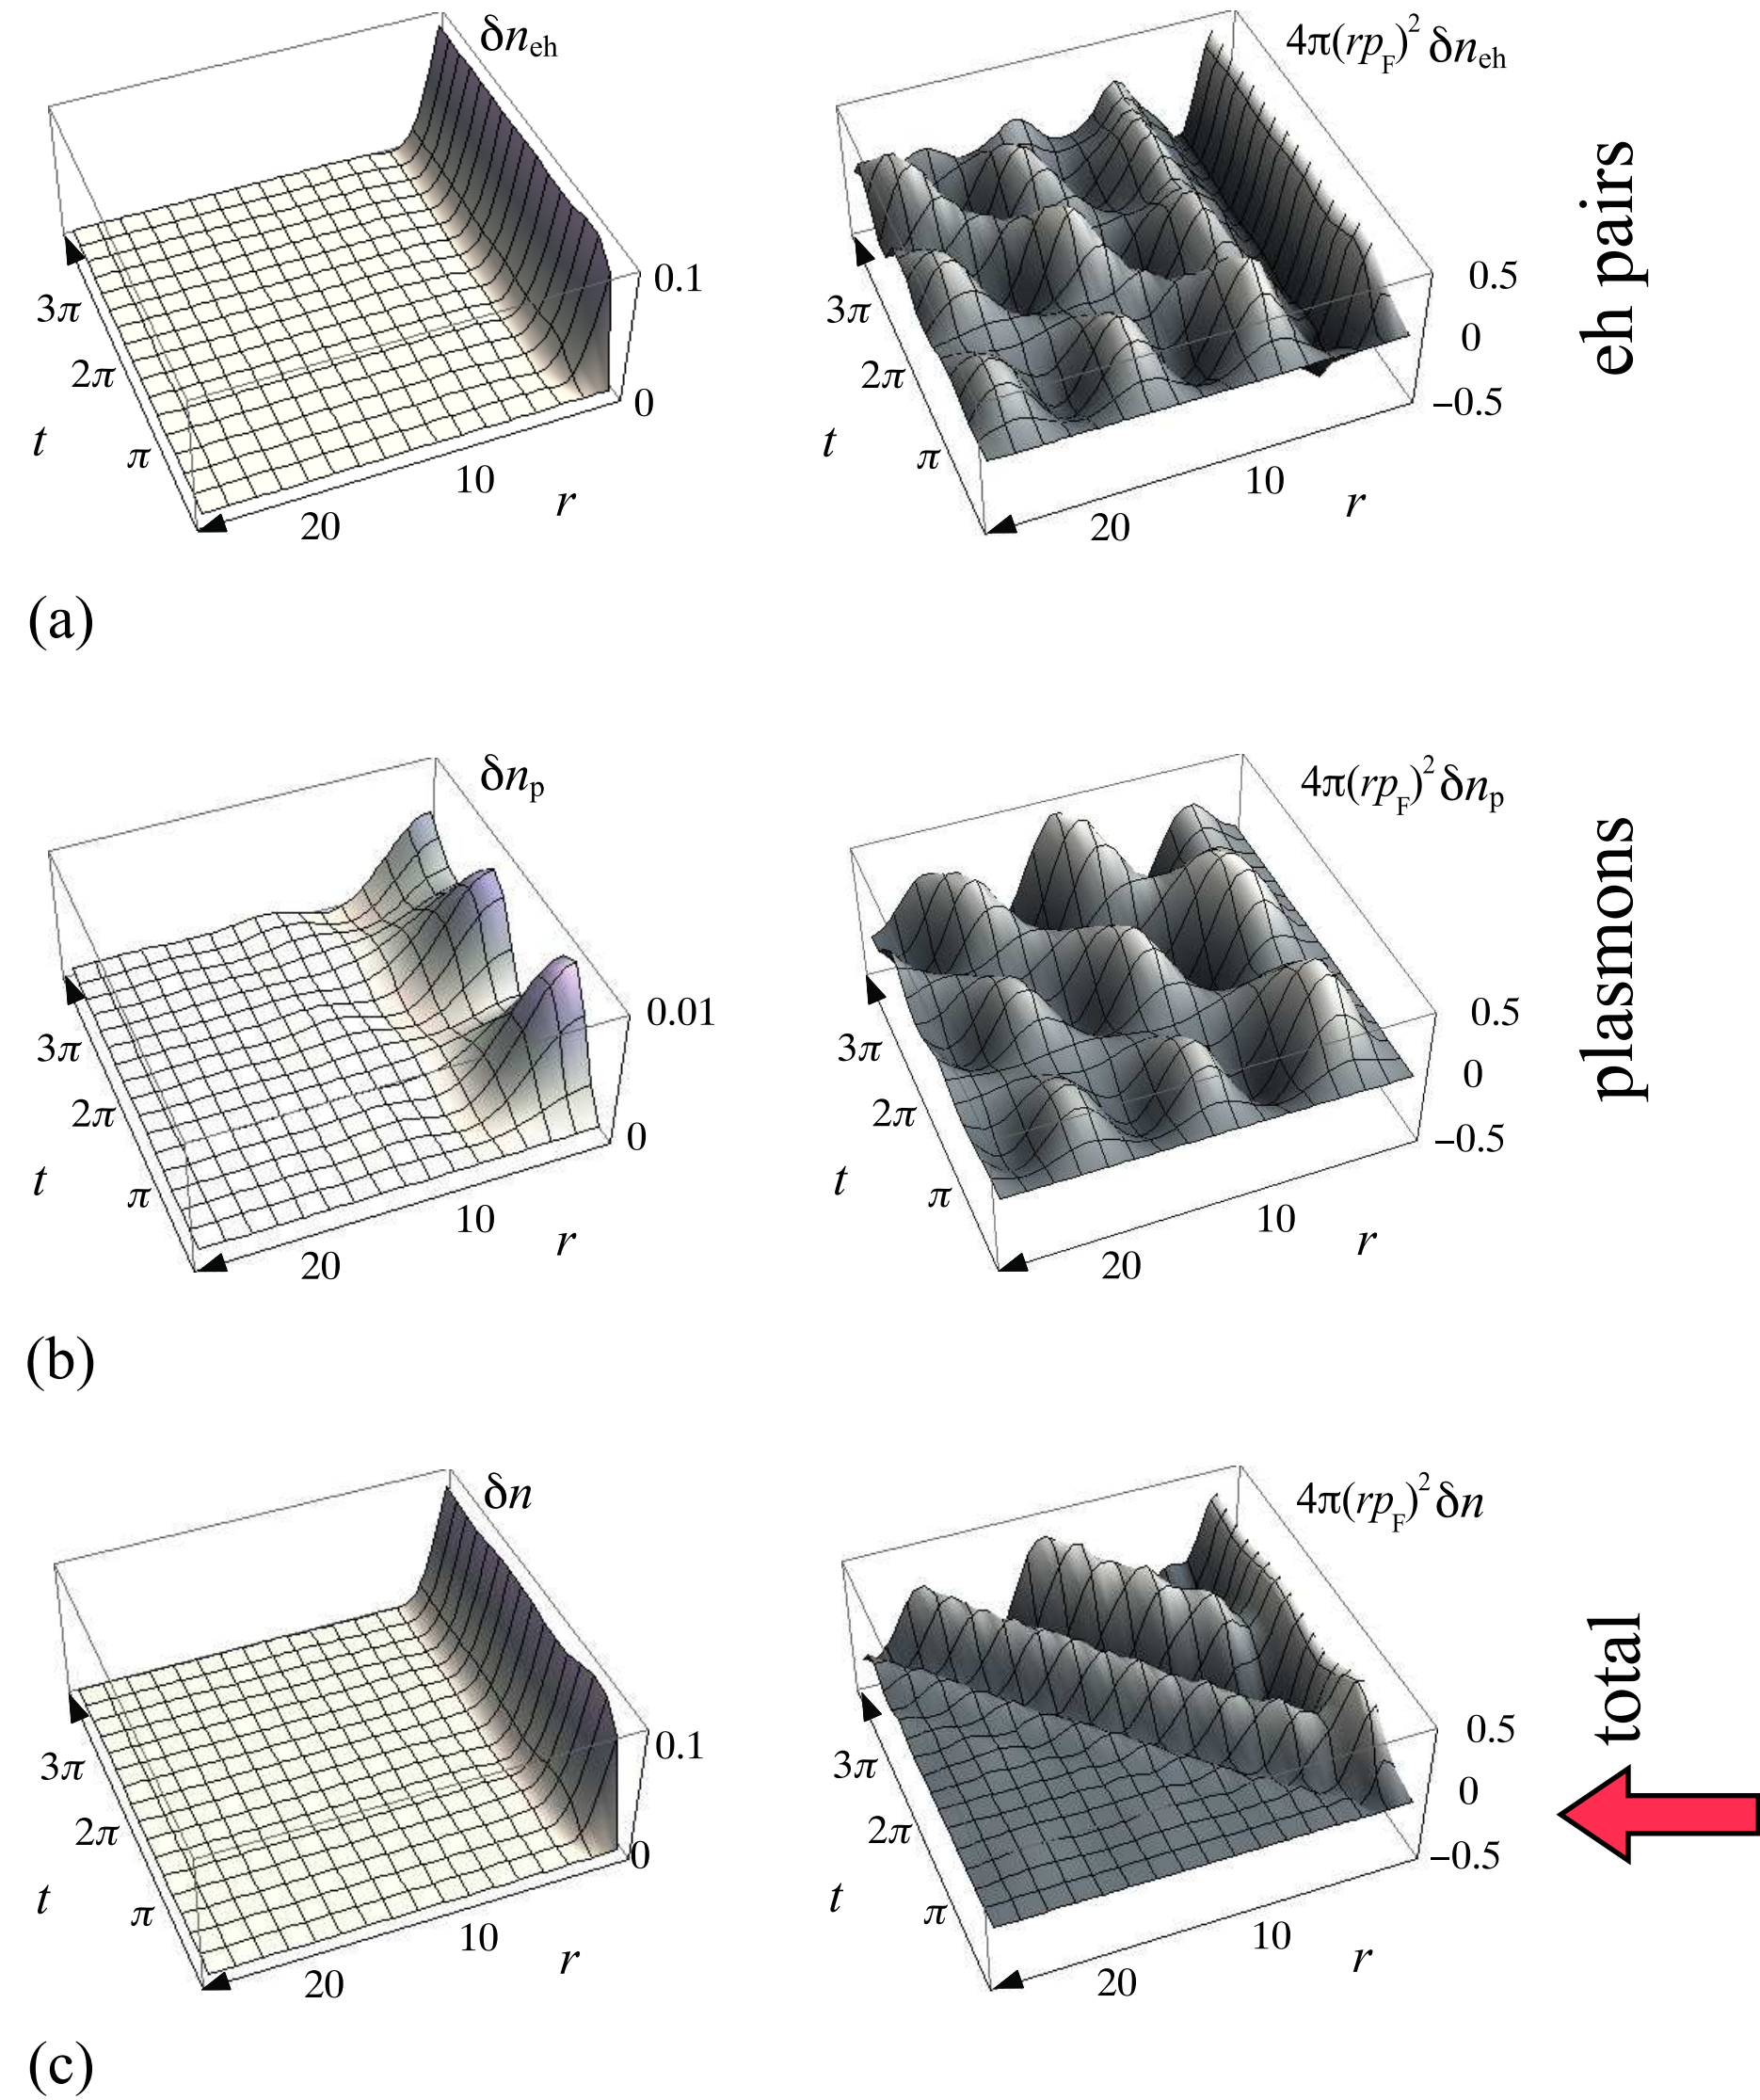 δn_eh
4π(rp_F)² δn_eh
eh pairs
0.1
0
3π
2π
π
t
10
20
r
0.5
0
−0.5
3π
2π
π
t
10
20
r
(a)
δn_p
4π(rp_F)² δn_p
plasmons
0.01
0
3π
2π
π
t
10
20
r
0.5
0
−0.5
3π
2π
π
t
10
20
r
(b)
δn
4π(rp_F)² δn
total
0.1
0
3π
2π
π
t
10
20
r
0.5
0
−0.5
3π
2π
π
t
10
20
r
(c)